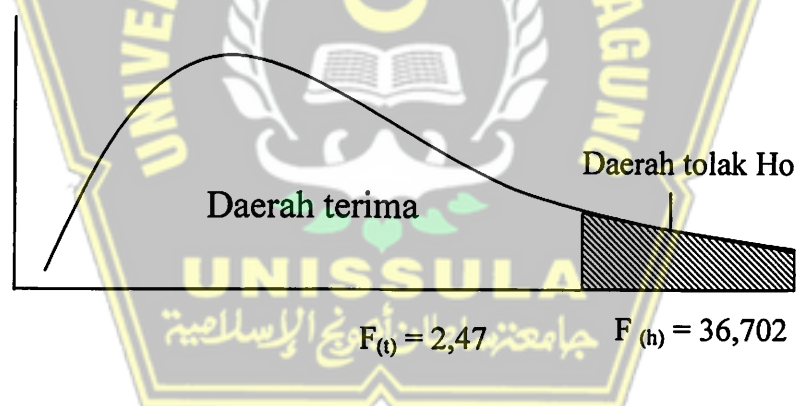 Daerah tolak Ho
Daerah terima
UNISSULA
جامعة سلطان أجونج الإسلامية
F(t) = 2,47
F (h) = 36,702